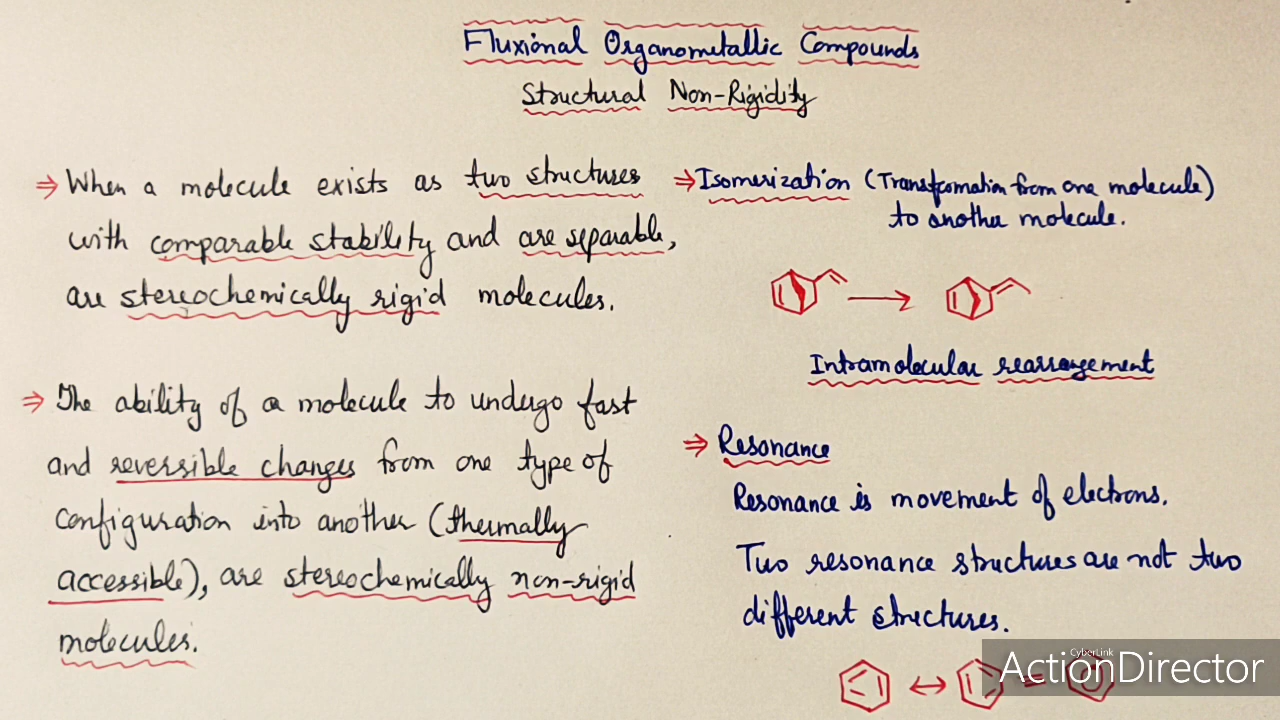 Fluxional Organometallic Compounds
Structural Non-Rigidity
⇒ When a molecule exists as two structures
with comparable stability and are separable,
are stereochemically rigid molecules.
⇒ The ability of a molecule to undergo fast
and reversible changes from one type of
configuration into another (thermally
accessible), are stereochemically non-rigid
molecules.
⇒ Isomerization (Transformation from one molecule)
to another molecule.
Intramolecular rearrangement
⇒ Resonance
Resonance is movement of electrons.
Two resonance structures are not two
different structures.
CyberLink
ActionDirector